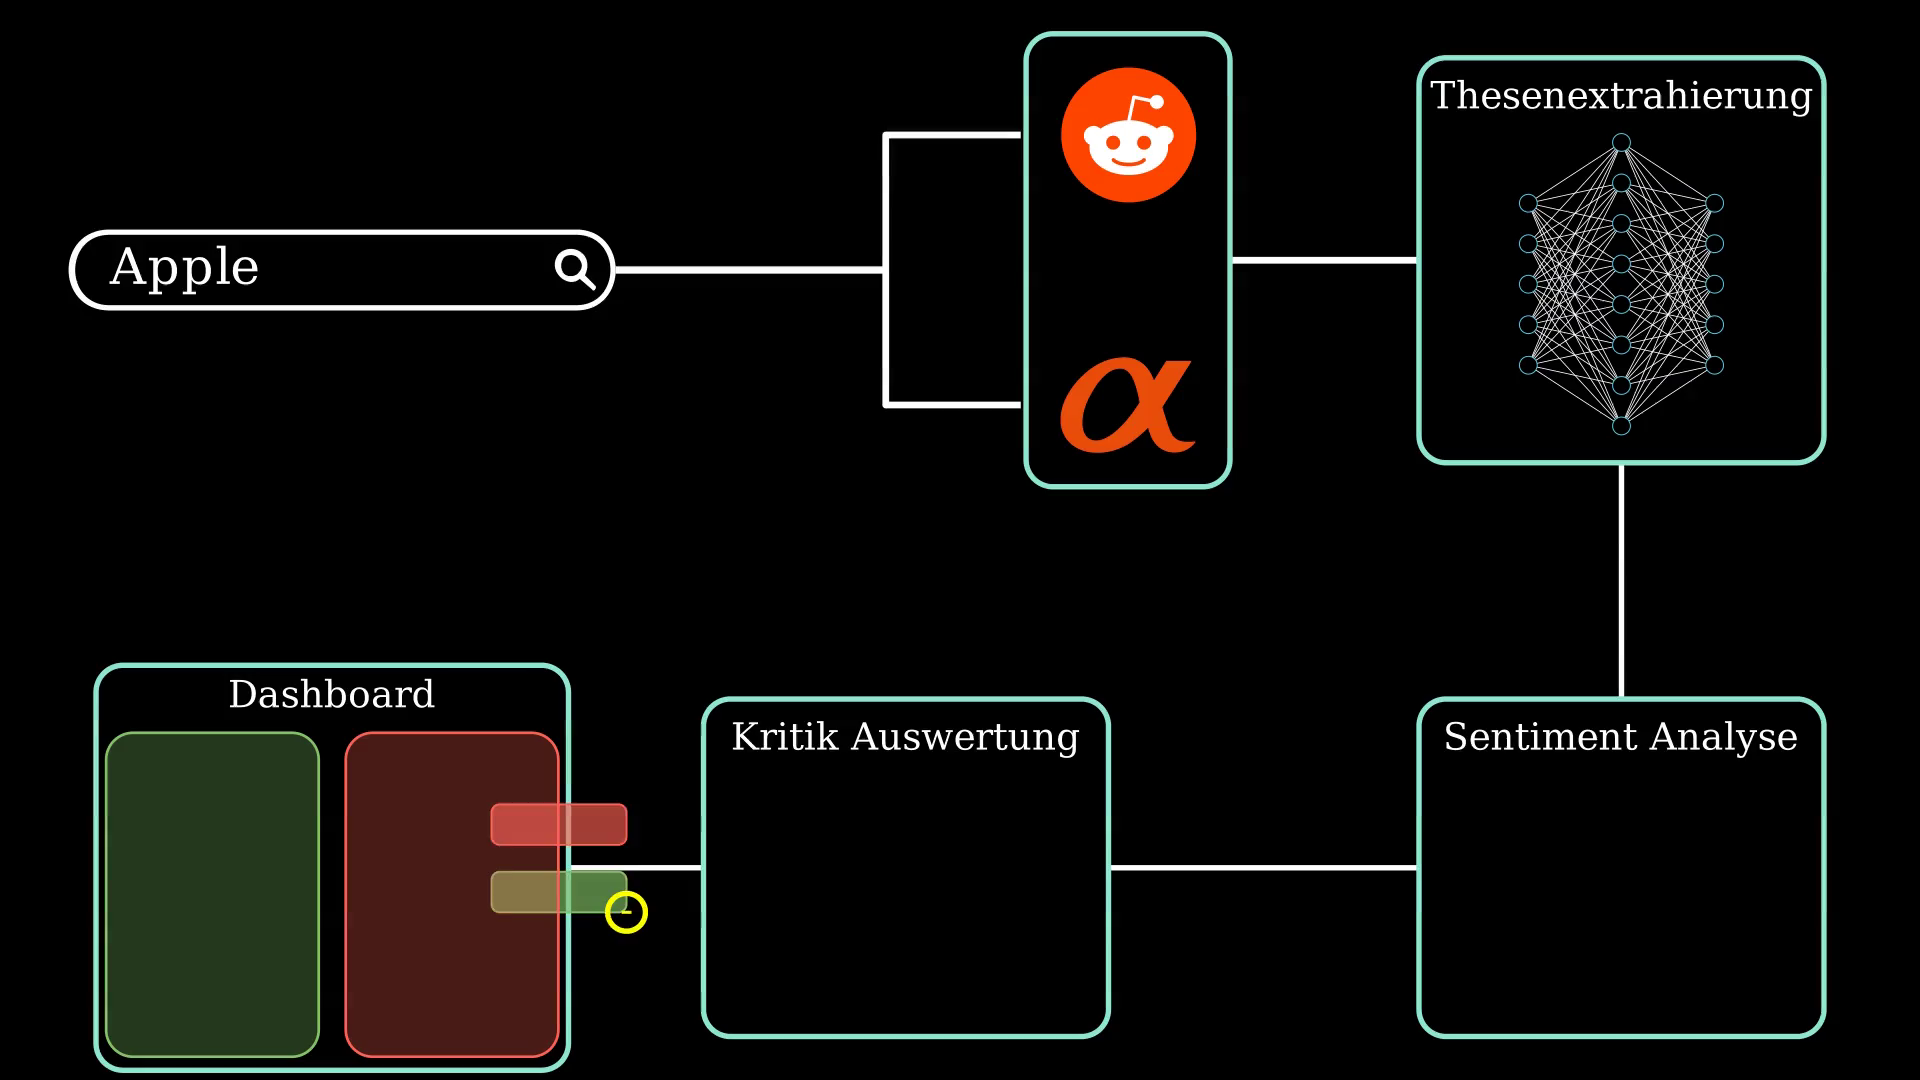 Apple
α
Thesenextrahierung
Dashboard
Kritik Auswertung
Sentiment Analyse
-